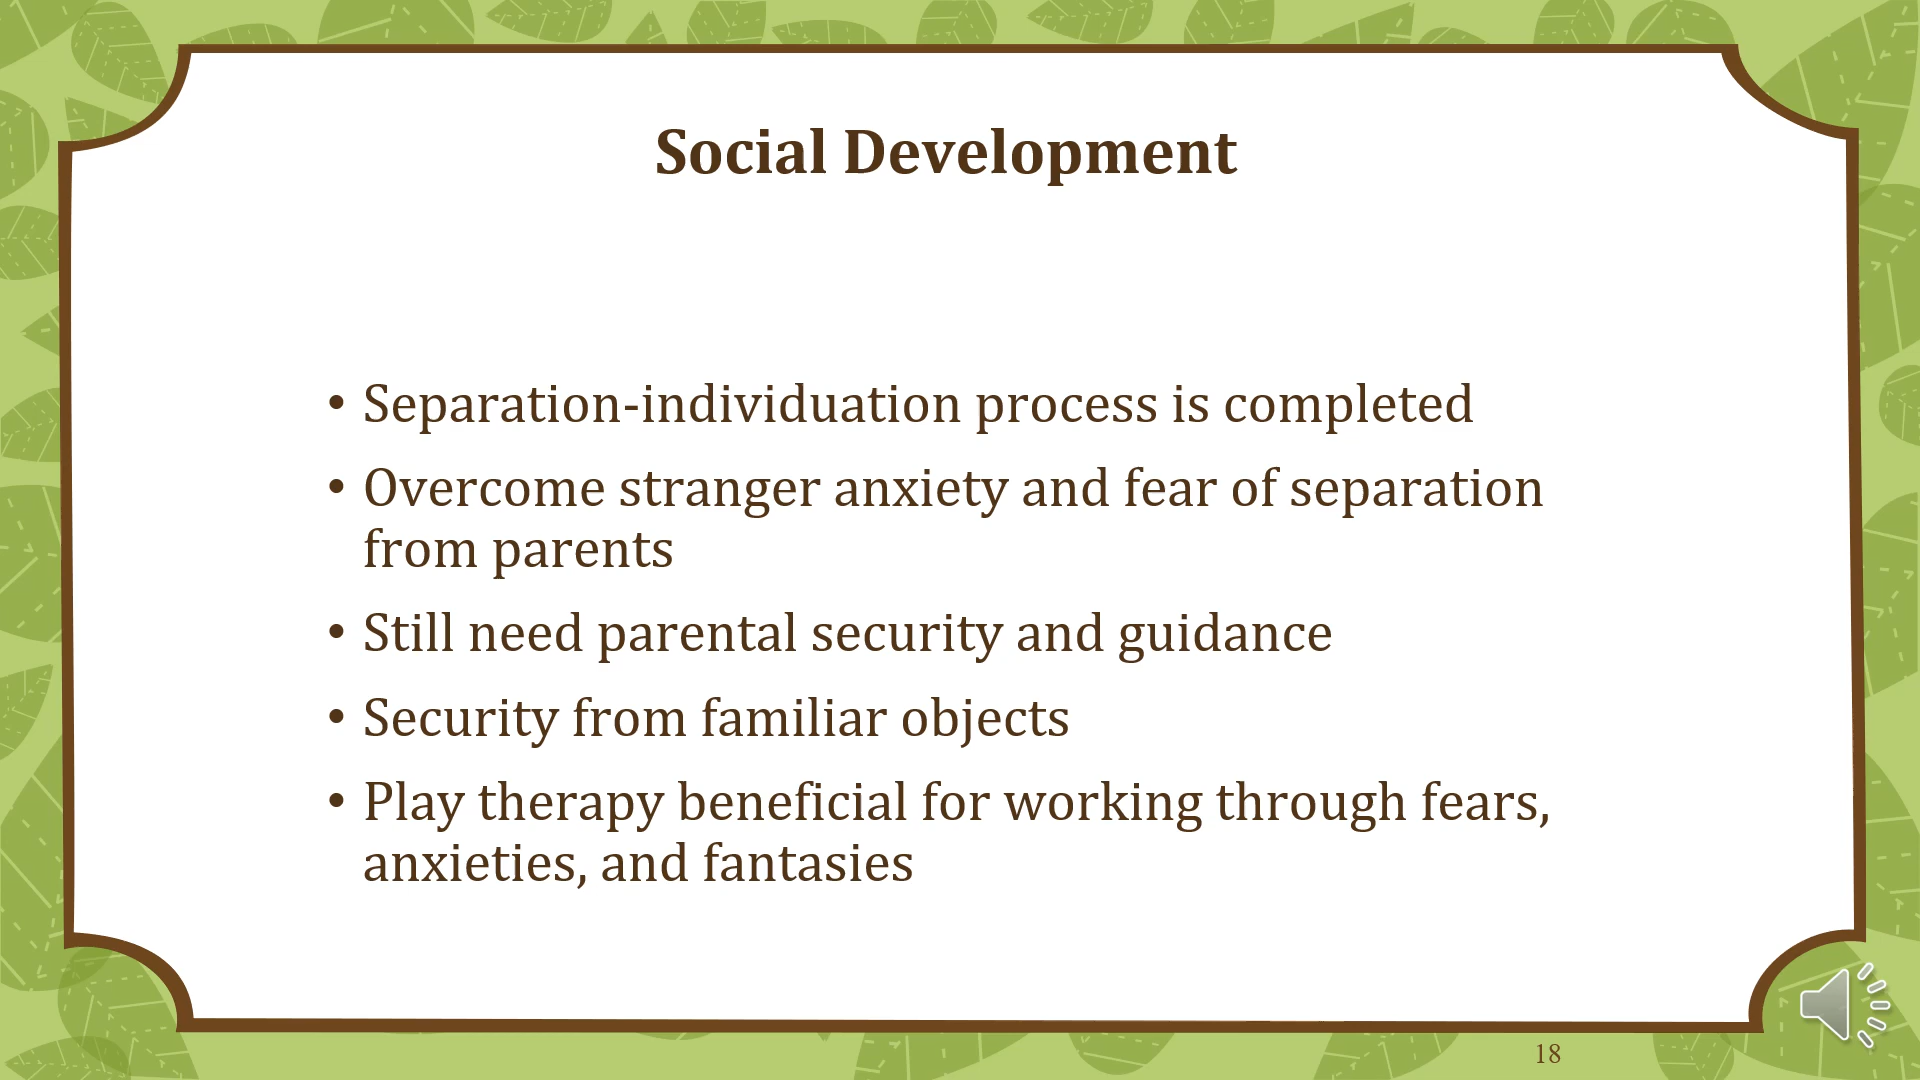 Social Development
• Separation-individuation process is completed
• Overcome stranger anxiety and fear of separation
from parents
• Still need parental security and guidance
• Security from familiar objects
• Play therapy beneficial for working through fears,
anxieties, and fantasies
18